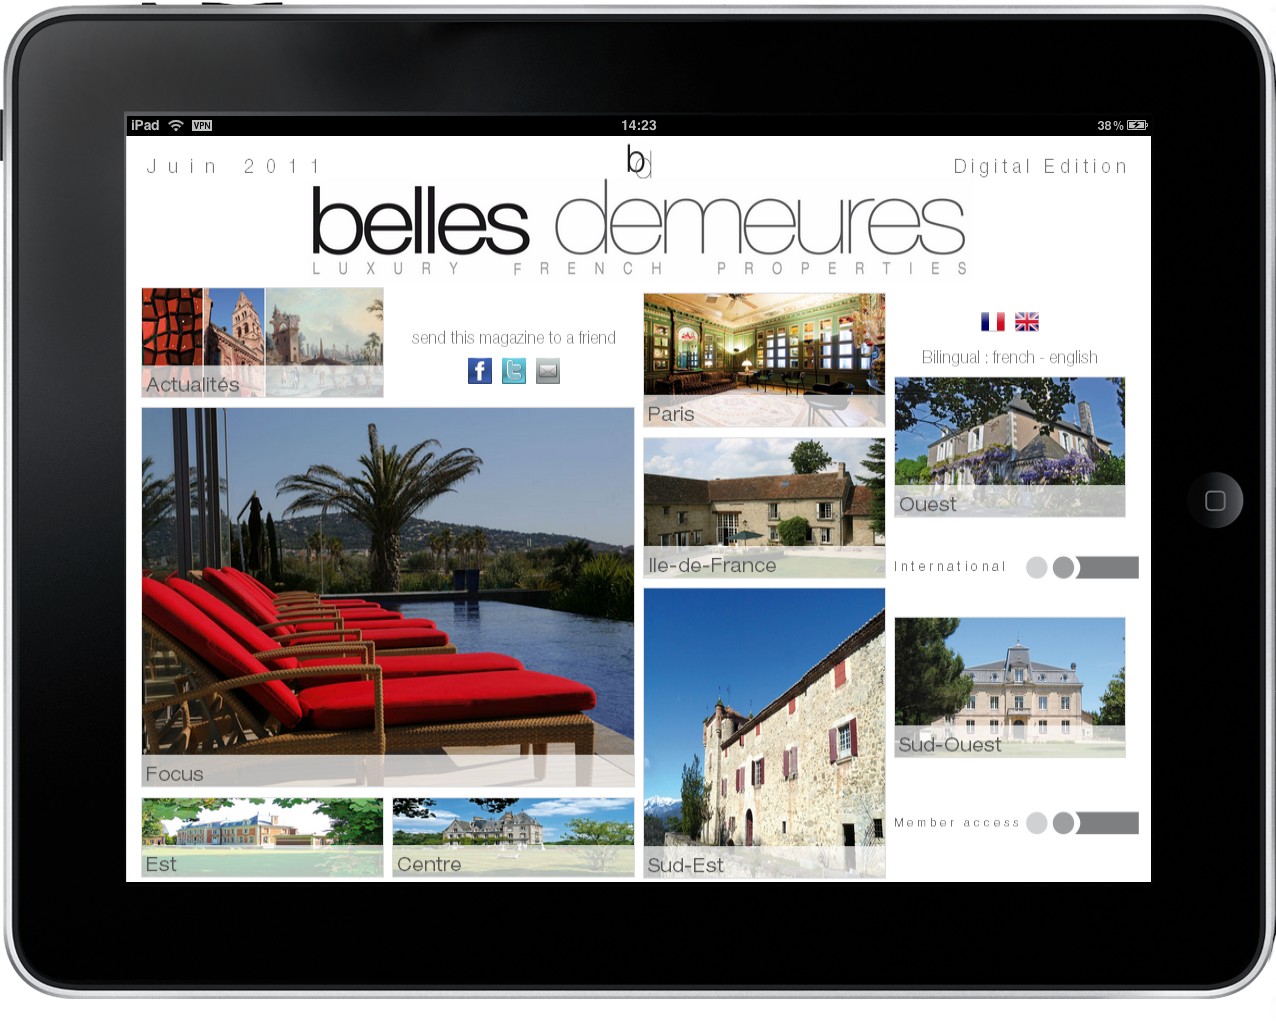 iPad VPN 14:23 38%
Juin 2011
bd
Digital Edition
belles demeures
LUXURY FRENCH PROPERTIES
Actualités
send this magazine to a friend
f t
Paris
Bilingual : french - english
Ouest
Ile-de-France
International
Focus
Sud-Ouest
Member access
Est
Centre
Sud-Est